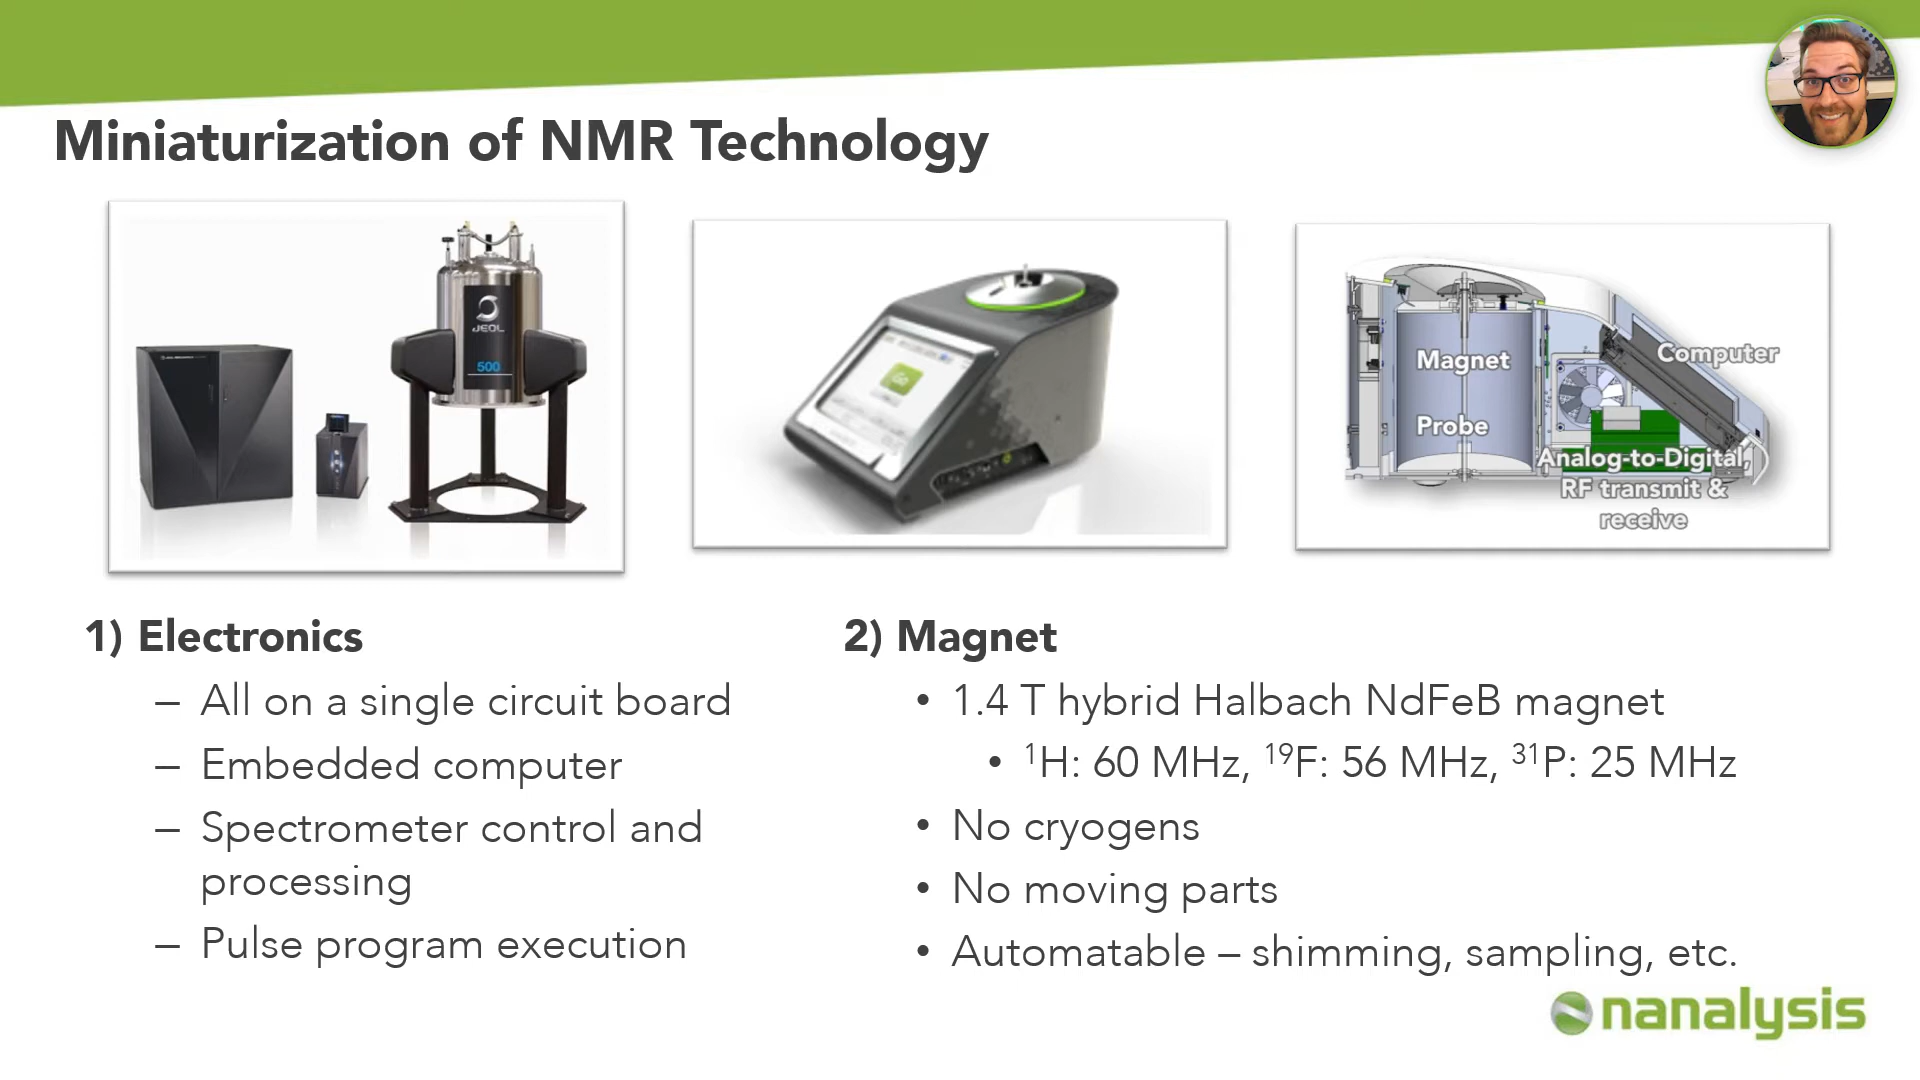 Miniaturization of NMR Technology
JEOL
500
Go
Magnet
Probe
Computer
Analog-to-Digital,
RF transmit &
receive
1) Electronics
– All on a single circuit board
– Embedded computer
– Spectrometer control and
processing
– Pulse program execution
2) Magnet
• 1.4 T hybrid Halbach NdFeB magnet
• ¹H: 60 MHz, ¹⁹F: 56 MHz, ³¹P: 25 MHz
• No cryogens
• No moving parts
• Automatable – shimming, sampling, etc.
nanalysis